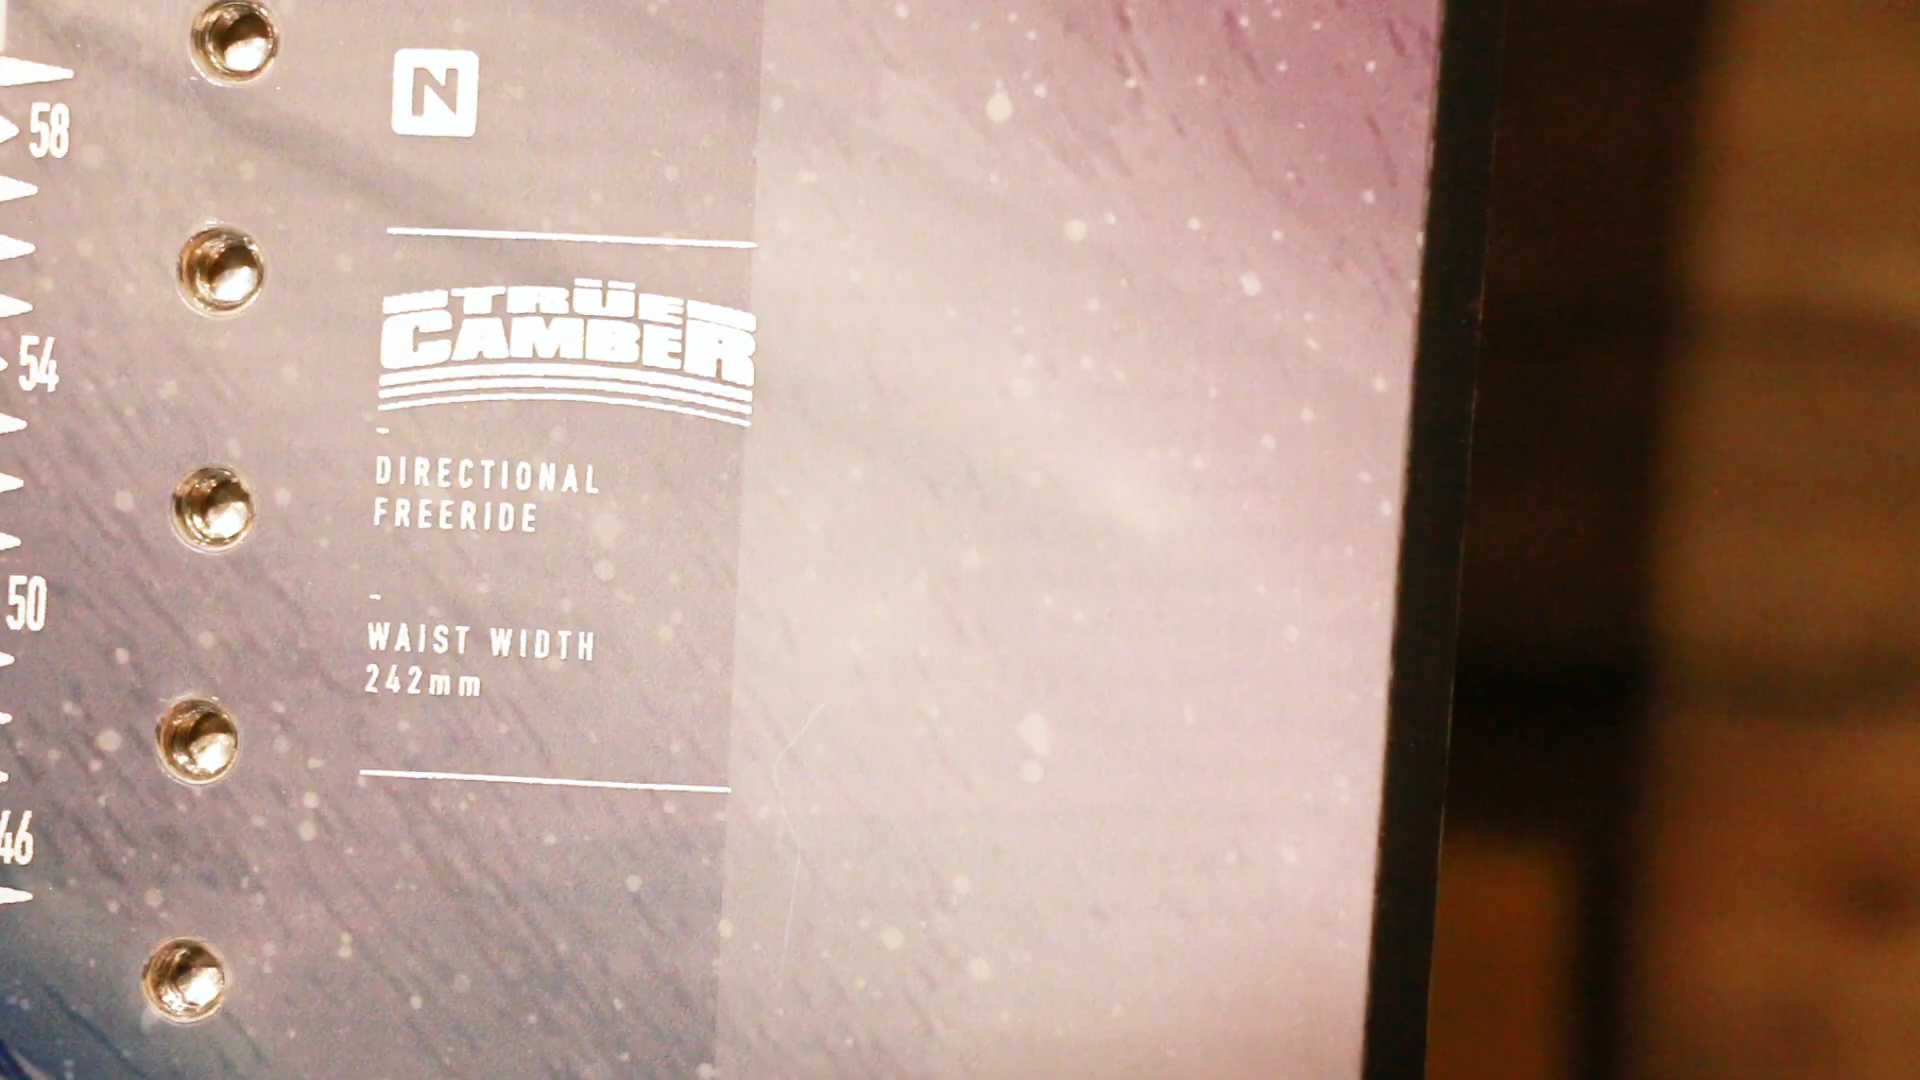 N
58
TRÜE
CAMBER
54
-
DIRECTIONAL
FREERIDE
50
-
WAIST WIDTH
242mm
46